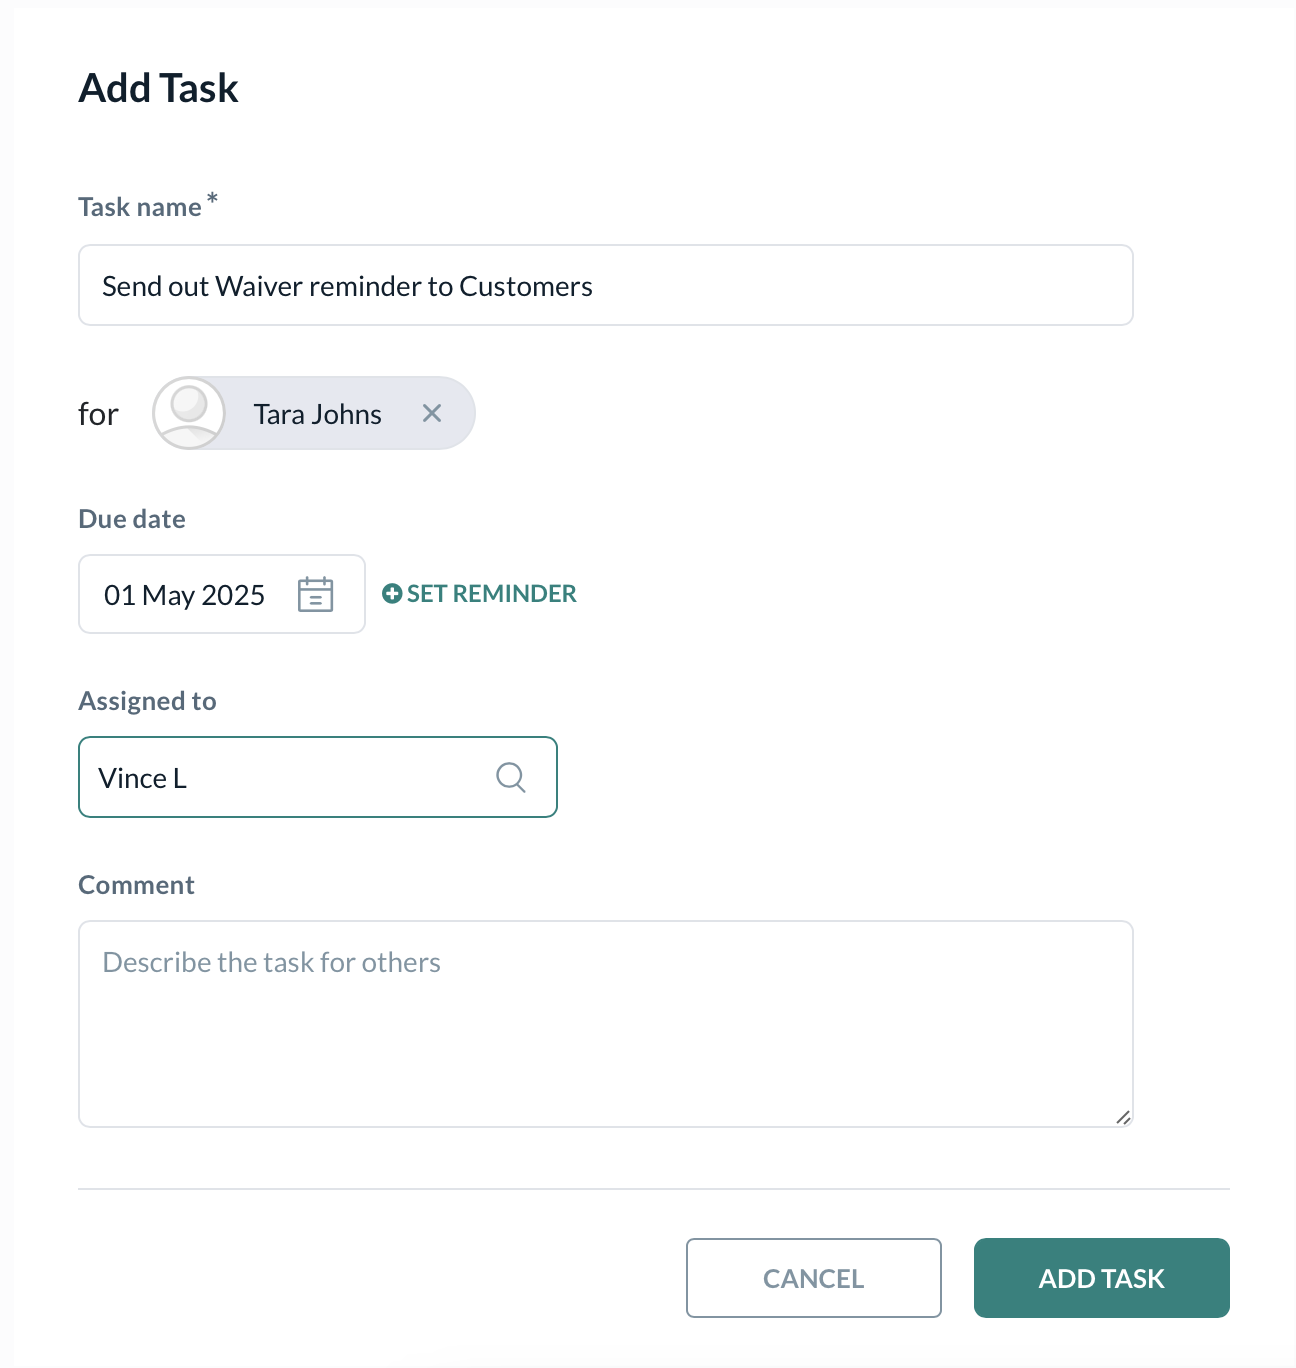 Add Task
Task name*
Send out Waiver reminder to Customers
for Tara Johns
Due date
01 May 2025 SET REMINDER
Assigned to
Vince L
Comment
Describe the task for others
CANCEL ADD TASK